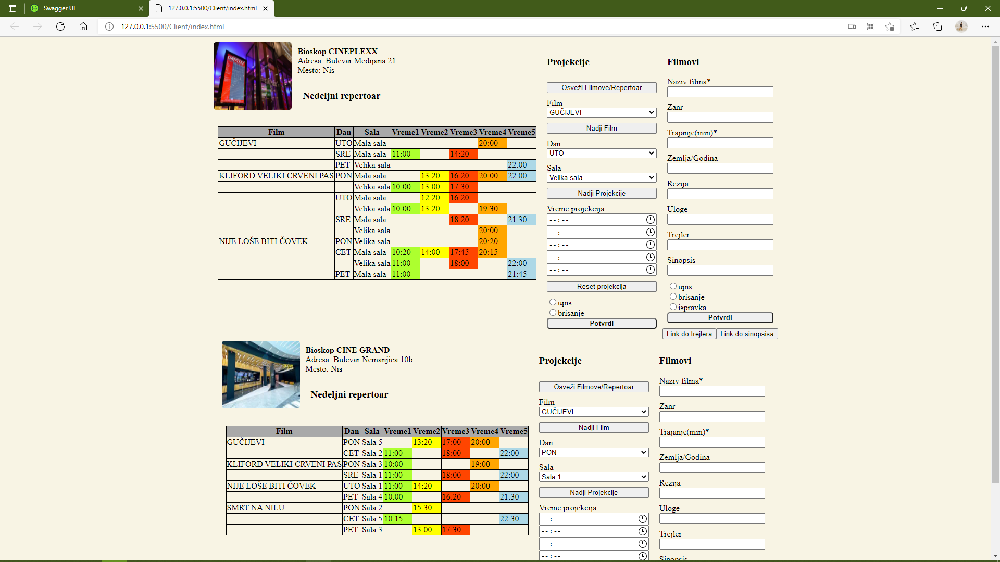 Swagger UI
127.0.0.1:5500/Client/index.html
127.0.0.1:5500/Client/index.html
CINEPLEXX
Bioskop CINEPLEXX
Adresa: Bulevar Medijana 21
Mesto: Nis
Nedeljni repertoar
Film Dan Sala Vreme1 Vreme2 Vreme3 Vreme4 Vreme5
GUČIJEVI UTO Mala sala 20:00
SRE Mala sala 11:00 14:20
PET Velika sala 22:00
KLIFORD VELIKI CRVENI PAS PON Mala sala 13:20 16:20 20:00 22:00
Velika sala 10:00 13:00 17:30
UTO Mala sala 12:20 16:20
Velika sala 10:00 13:20 19:30
SRE Mala sala 18:20 21:30
Velika sala 20:00
NIJE LOŠE BITI ČOVEK PON Velika sala 20:20
CET Mala sala 10:20 14:00 17:45 20:15
Velika sala 11:00 18:00 22:00
PET Mala sala 11:00 21:45
Projekcije
Osveži Filmove/Repertoar
Film
GUČIJEVI
Nadji Film
Dan
UTO
Sala
Velika sala
Nadji Projekcije
Vreme projekcija
--:--
--:--
--:--
--:--
--:--
Reset projekcija
upis
brisanje
Potvrdi
Filmovi
Naziv filma*
Zanr
Trajanje(min)*
Zemlja/Godina
Rezija
Uloge
Trejler
Sinopsis
upis
brisanje
ispravka
Potvrdi
Link do trejlera Link do sinopsisa
Bioskop CINE GRAND
Adresa: Bulevar Nemanjica 10b
Mesto: Nis
Nedeljni repertoar
Film Dan Sala Vreme1 Vreme2 Vreme3 Vreme4 Vreme5
GUČIJEVI PON Sala 5 13:20 17:00 20:00
CET Sala 2 11:00 18:00 22:00
KLIFORD VELIKI CRVENI PAS PON Sala 3 10:00 19:00
SRE Sala 1 11:00 18:00 22:00
NIJE LOŠE BITI ČOVEK UTO Sala 1 11:00 14:20 20:00
PET Sala 4 10:00 16:20 21:30
SMRT NA NILU PON Sala 2 15:30
CET Sala 5 10:15 22:30
PET Sala 3 13:00 17:30
Projekcije
Osveži Filmove/Repertoar
Film
GUČIJEVI
Nadji Film
Dan
PON
Sala
Sala 1
Nadji Projekcije
Vreme projekcija
--:--
--:--
--:--
--:--
Filmovi
Naziv filma*
Zanr
Trajanje(min)*
Zemlja/Godina
Rezija
Uloge
Trejler
Sinopsis